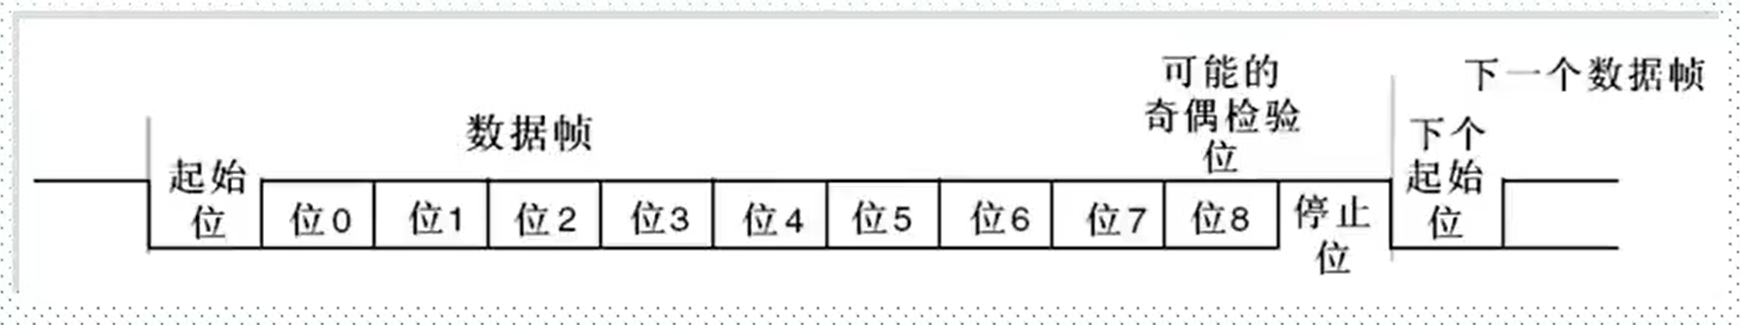 可能的
奇偶检验
位
下一个数据帧
数据帧
下个
起始
位
起始
位
位0
位1
位2
位3
位4
位5
位6
位7
位8
停止
位